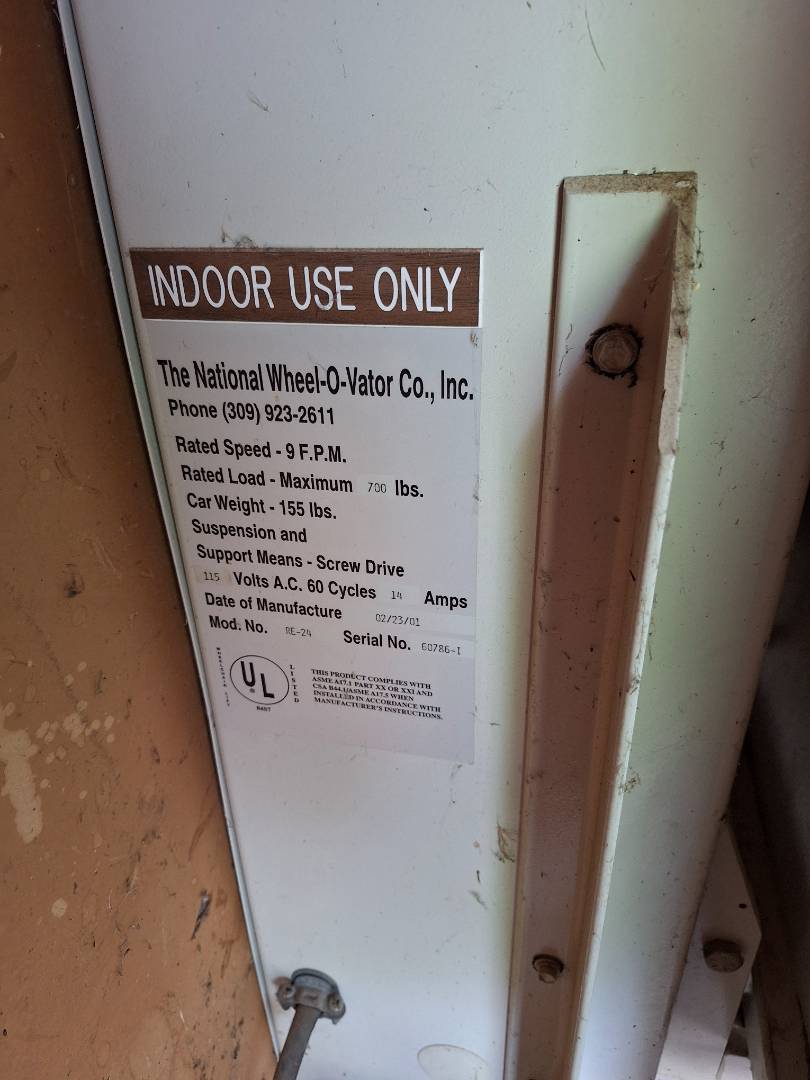 INDOOR USE ONLY
The National Wheel-O-Vator Co., Inc.
Phone (309) 923-2611
Rated Speed - 9 F.P.M.
Rated Load - Maximum 700 lbs.
Car Weight - 155 lbs.
Suspension and
Support Means - Screw Drive
115 Volts A.C. 60 Cycles 14 Amps
Date of Manufacture 02/23/01
Mod. No. RE-24 Serial No. 60786-I
UL
®
LISTED
THIS PRODUCT COMPLIES WITH
ASME A17.1 PART XX OR XXI AND
CSA B44.1/ASME A17.5 WHEN
INSTALLED IN ACCORDANCE WITH
MANUFACTURER'S INSTRUCTIONS.